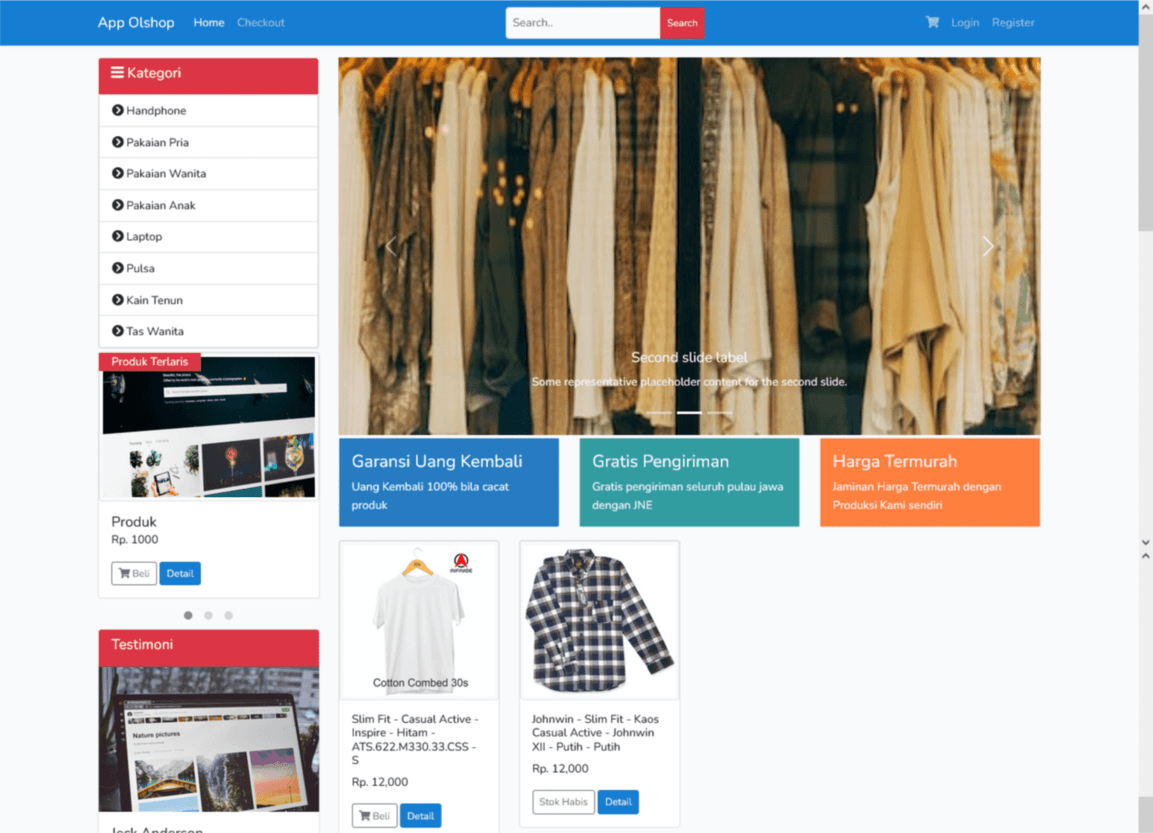 App Olshop Home Checkout Search.. Search Login Register
Kategori
Handphone
Pakaian Pria
Pakaian Wanita
Pakaian Anak
Laptop
Pulsa
Kain Tenun
Tas Wanita
Produk Terlaris
Produk
Rp. 1000
Beli Detail
Testimoni
Nature pictures
Jack Anderson
Second slide label
Some representative placeholder content for the second slide.
Garansi Uang Kembali
Uang Kembali 100% bila cacat
produk
Gratis Pengiriman
Gratis pengiriman seluruh pulau jawa
dengan JNE
Harga Termurah
Jaminan Harga Termurah dengan
Produksi Kami sendiri
Cotton Combed 30s
Slim Fit - Casual Active -
Inspire - Hitam -
ATS.622.M330.33.CSS -
S
Rp. 12,000
Beli Detail
Johnwin - Slim Fit - Kaos
Casual Active - Johnwin
XII - Putih - Putih
Rp. 12,000
Stok Habis Detail